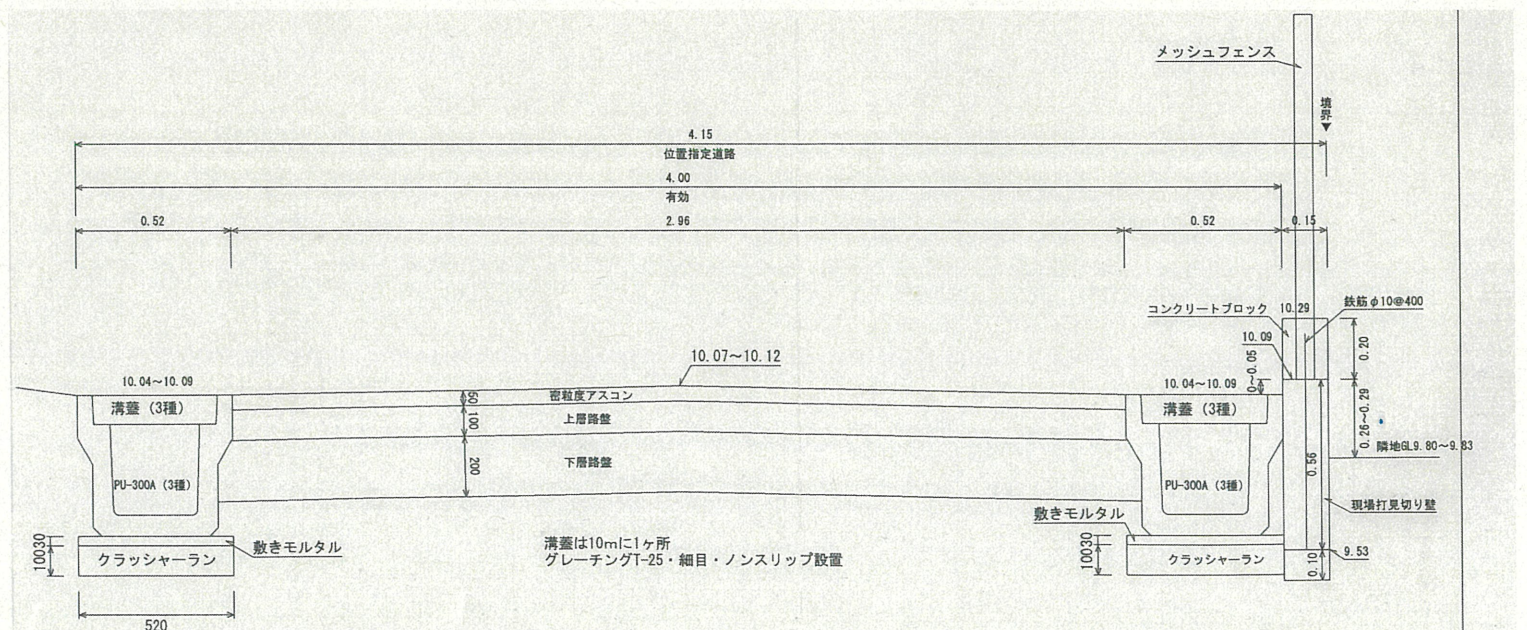 メッシュフェンス
境界
4.15
位置指定道路
4.00
有効
0.52
2.96
0.52
0.15
コンクリートブロック
10.29
鉄筋φ10@400
10.09
0.20
10.07~10.12
0~0.05
10.04~10.09
10.04~10.09
溝蓋(3種)
50
密粒度アスコン
溝蓋(3種)
100
上層路盤
0.26~0.29
隣地GL9.80~9.83
200
下層路盤
0.56
PU-300A(3種)
PU-300A(3種)
現場打見切り壁
敷きモルタル
敷きモルタル
溝蓋は10mに1ヶ所
グレーチングT-25・細目・ノンスリップ設置
30
100
クラッシャーラン
30
100
クラッシャーラン
9.53
0.10
520